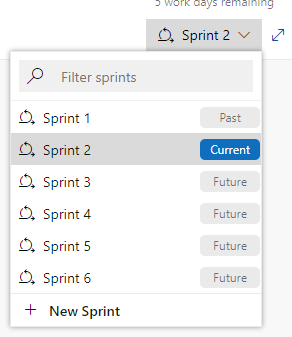 5 work days remaining
Sprint 2
Filter sprints
Sprint 1 Past
Sprint 2 Current
Sprint 3 Future
Sprint 4 Future
Sprint 5 Future
Sprint 6 Future
+ New Sprint